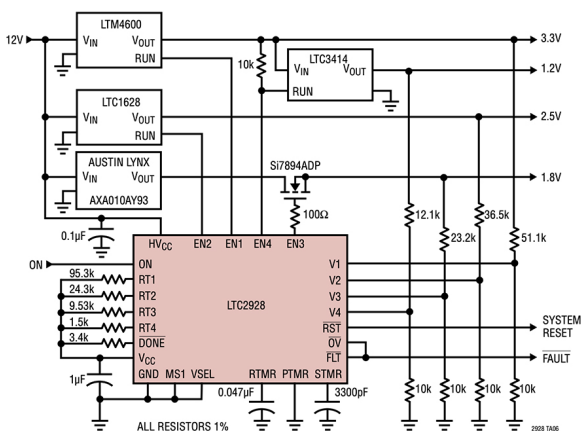 LTM4600
12V
VIN
VOUT
RUN
3.3V
10k
LTC3414
VIN
VOUT
RUN
1.2V
LTC1628
VIN
VOUT
RUN
2.5V
AUSTIN LYNX
VIN
VOUT
AXA010AY93
Si7894ADP
1.8V
100Ω
12.1k
36.5k
23.2k
51.1k
0.1µF
HVCC
EN2
EN1
EN4
EN3
ON
ON
95.3k
RT1
24.3k
RT2
9.53k
RT3
1.5k
RT4
3.4k
DONE
VCC
LTC2928
V1
V2
V3
V4
RST
OV
FLT
SYSTEM
RESET
FAULT
1µF
GND
MS1
VSEL
RTMR
PTMR
STMR
0.047µF
3300pF
10k
10k
10k
10k
ALL RESISTORS 1%
2928 TA06